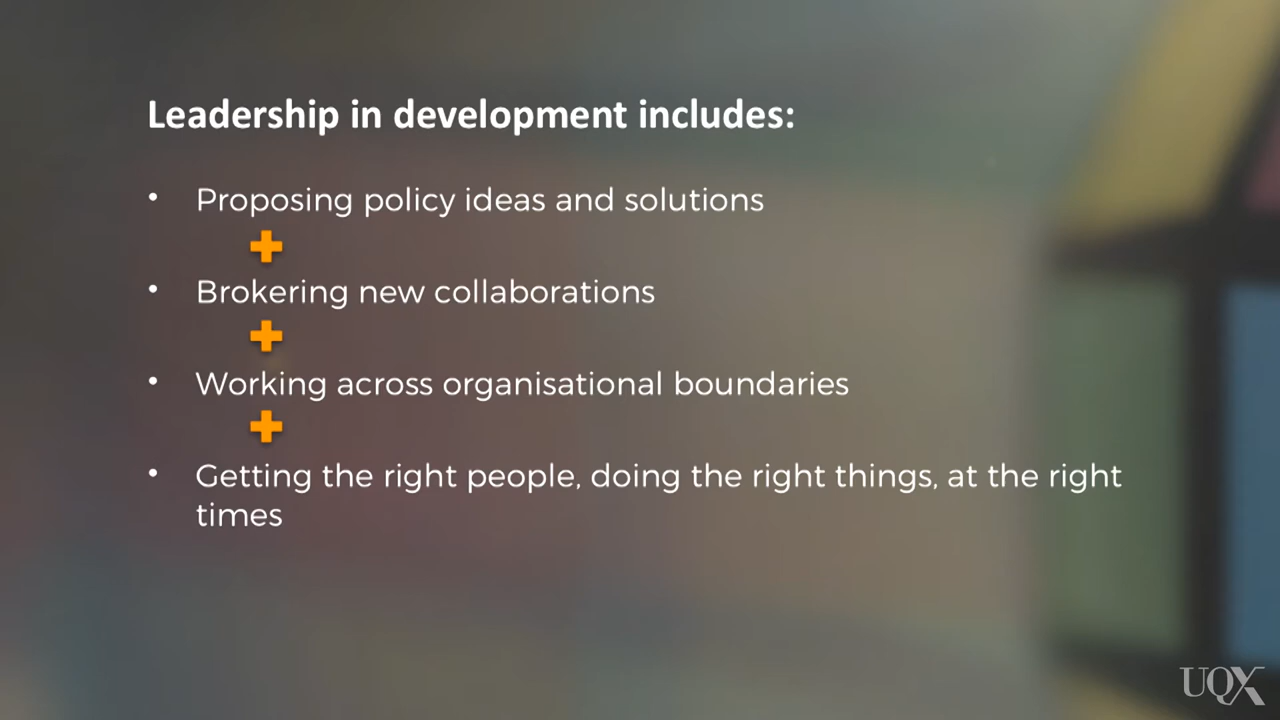 Leadership in development includes:
• Proposing policy ideas and solutions
• Brokering new collaborations
• Working across organisational boundaries
• Getting the right people, doing the right things, at the right
times
UQX